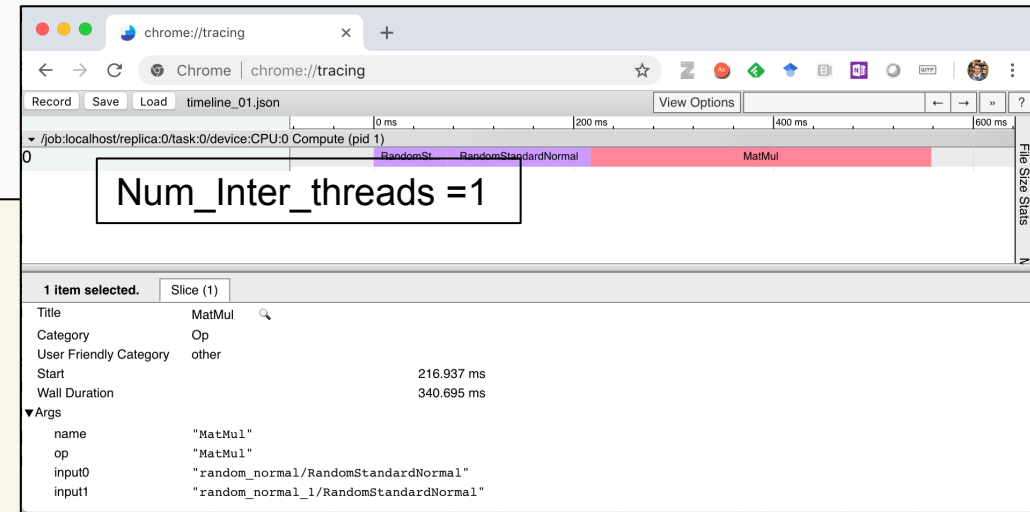 chrome://tracing
Chrome | chrome://tracing
Record Save Load timeline_01.json View Options ← → » ?
0 ms 200 ms 400 ms 600 ms
/job:localhost/replica:0/task:0/device:CPU:0 Compute (pid 1)
0 RandomSt... RandomStandardNormal MatMul
File Size Stats
Num_Inter_threads =1
1 item selected. Slice (1)
Title MatMul
Category Op
User Friendly Category other
Start 216.937 ms
Wall Duration 340.695 ms
▼Args
name "MatMul"
op "MatMul"
input0 "random_normal/RandomStandardNormal"
input1 "random_normal_1/RandomStandardNormal"